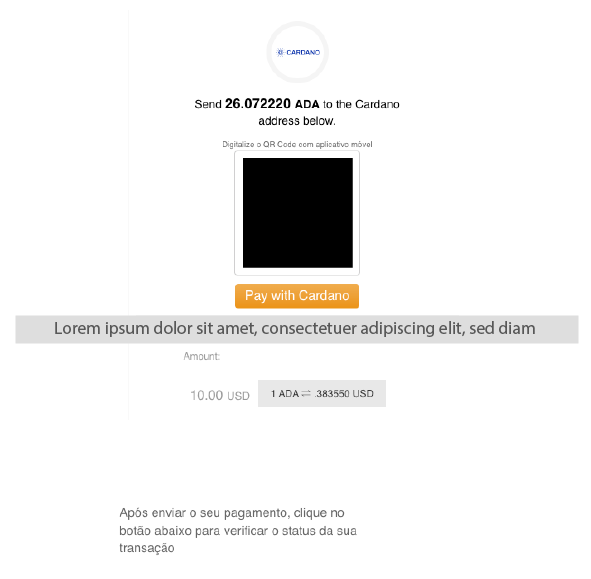 CARDANO
Send 26.072220 ADA to the Cardano
address below.
Digitalize o QR Code com aplicativo móvel
Pay with Cardano
Lorem ipsum dolor sit amet, consectetuer adipiscing elit, sed diam
Amount:
10.00 USD 1 ADA ⇌ .383550 USD
Após enviar o seu pagamento, clique no
botão abaixo para verificar o status da sua
transação